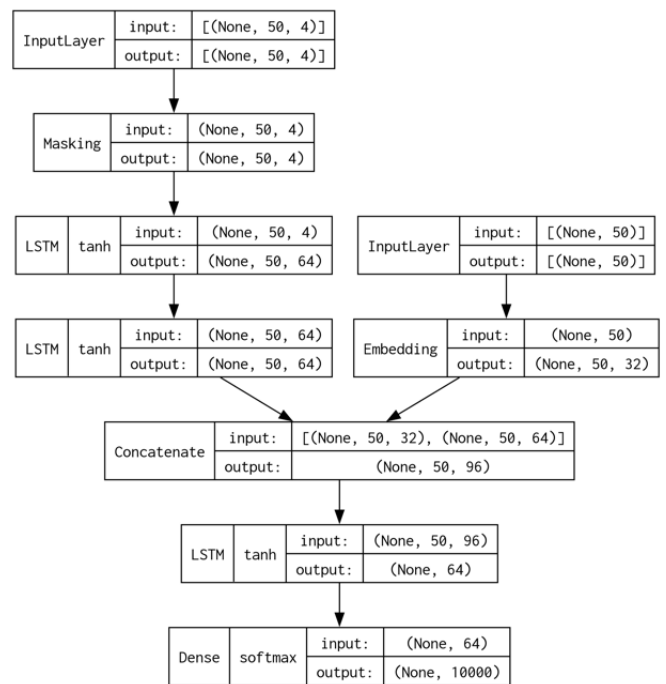 InputLayer input: [(None, 50, 4)]
output: [(None, 50, 4)]
Masking input: (None, 50, 4)
output: (None, 50, 4)
LSTM tanh input: (None, 50, 4)
output: (None, 50, 64)
InputLayer input: [(None, 50)]
output: [(None, 50)]
LSTM tanh input: (None, 50, 64)
output: (None, 50, 64)
Embedding input: (None, 50)
output: (None, 50, 32)
Concatenate input: [(None, 50, 32), (None, 50, 64)]
output: (None, 50, 96)
LSTM tanh input: (None, 50, 96)
output: (None, 64)
Dense softmax input: (None, 64)
output: (None, 10000)